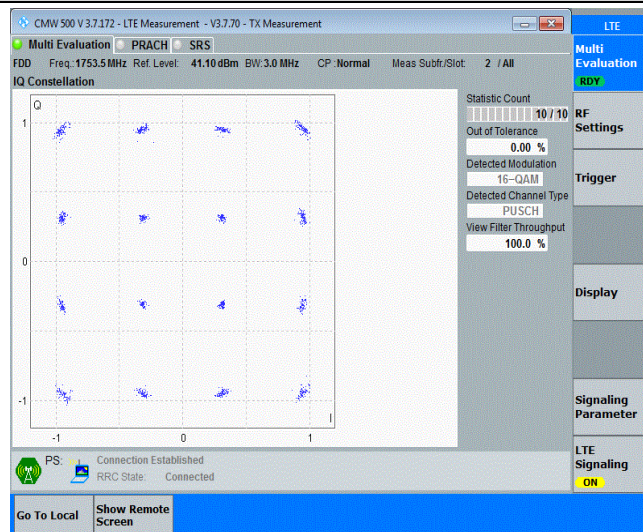 CMW 500 V 3.7.172 - LTE Measurement - V3.7.70 - TX Measurement
LTE
Multi Evaluation PRACH SRS
Multi
Evaluation
RDY
FDD Freq.:1753.5 MHz Ref. Level: 41.10 dBm BW:3.0 MHz CP :Normal Meas Subfr./Slot: 2 / All
IQ Constellation
Q
1
0
-1
-1 0 1
I
Statistic Count
10 / 10
Out of Tolerance
0.00 %
Detected Modulation
16-QAM
Detected Channel Type
PUSCH
View Filter Throughput
100.0 %
RF
Settings
Trigger
Display
Signaling
Parameter
LTE
Signaling
ON
PS: Connection Established
RRC State: Connected
Go To Local
Show Remote
Screen